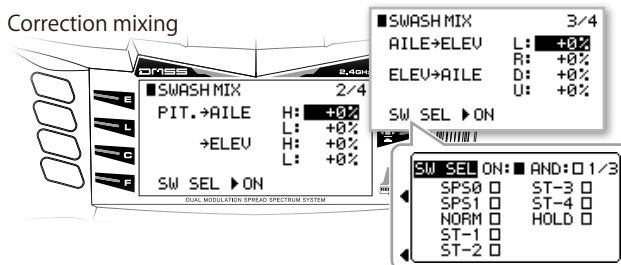 Correction mixing
DMSS
2,4GH
E
L
C
F
■SWASH MIX 2/4
PIT.→AILE H: +0%
L: +0%
→ELEV H: +0%
L: +0%
SW SEL ▶ON
DUAL MODULATION SPREAD SPECTRUM SYSTEM
■SWASH MIX 3/4
AILE→ELEV L: +0%
R: +0%
ELEV→AILE D: +0%
U: +0%
SW SEL ▶ON
SW SEL ON:■ AND:□ 1/3
SPS0 □ ST-3 □
SPS1 □ ST-4 □
NORM □ HOLD □
ST-1 □
ST-2 □